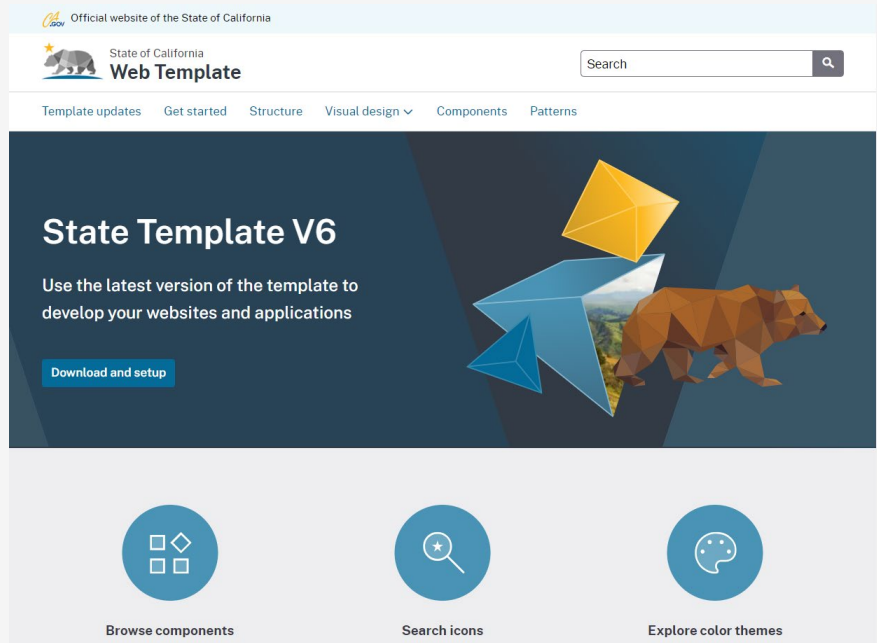 CA.GOV Official website of the State of California
State of California
Web Template
Search
Template updates Get started Structure Visual design Components Patterns
State Template V6
Use the latest version of the template to
develop your websites and applications
Download and setup
Browse components Search icons Explore color themes